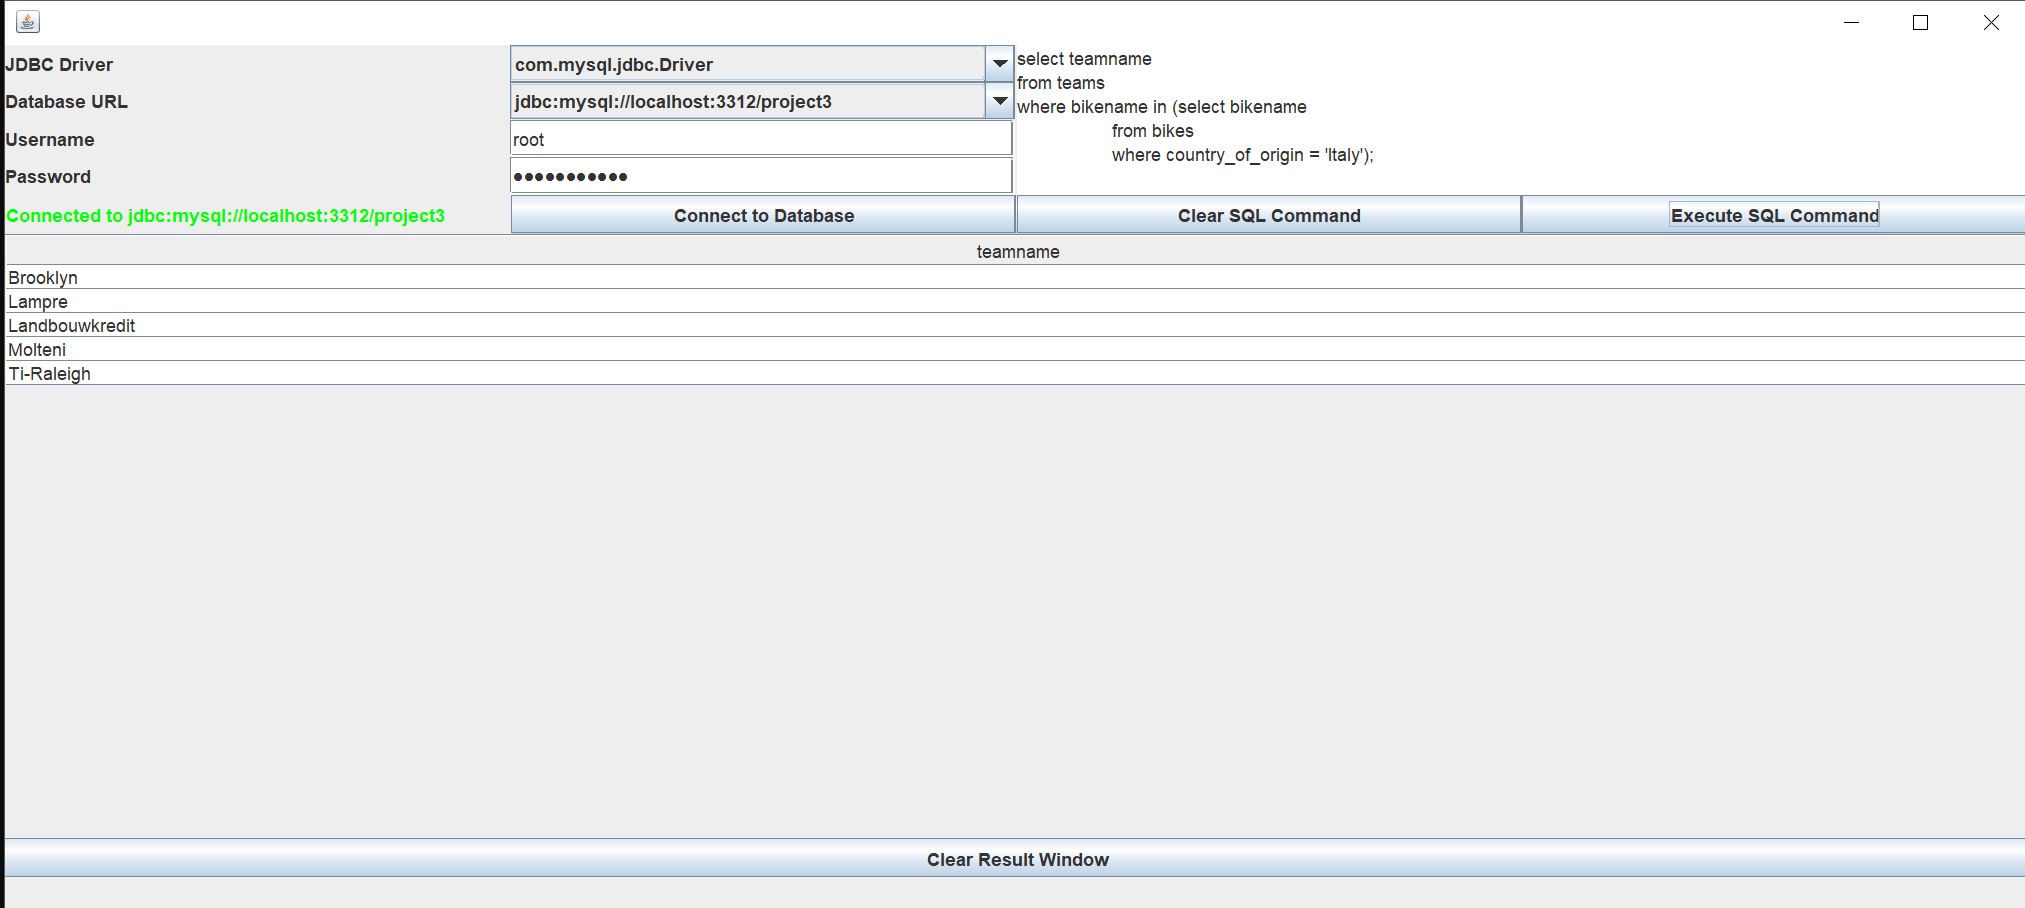 JDBC Driver
com.mysql.jdbc.Driver
Database URL
jdbc:mysql://localhost:3312/project3
Username
root
Password
•••••••••••
select teamname
from teams
where bikename in (select bikename
from bikes
where country_of_origin = 'Italy');
Connected to jdbc:mysql://localhost:3312/project3
Connect to Database
Clear SQL Command
Execute SQL Command
teamname
Brooklyn
Lampre
Landbouwkredit
Molteni
Ti-Raleigh
Clear Result Window